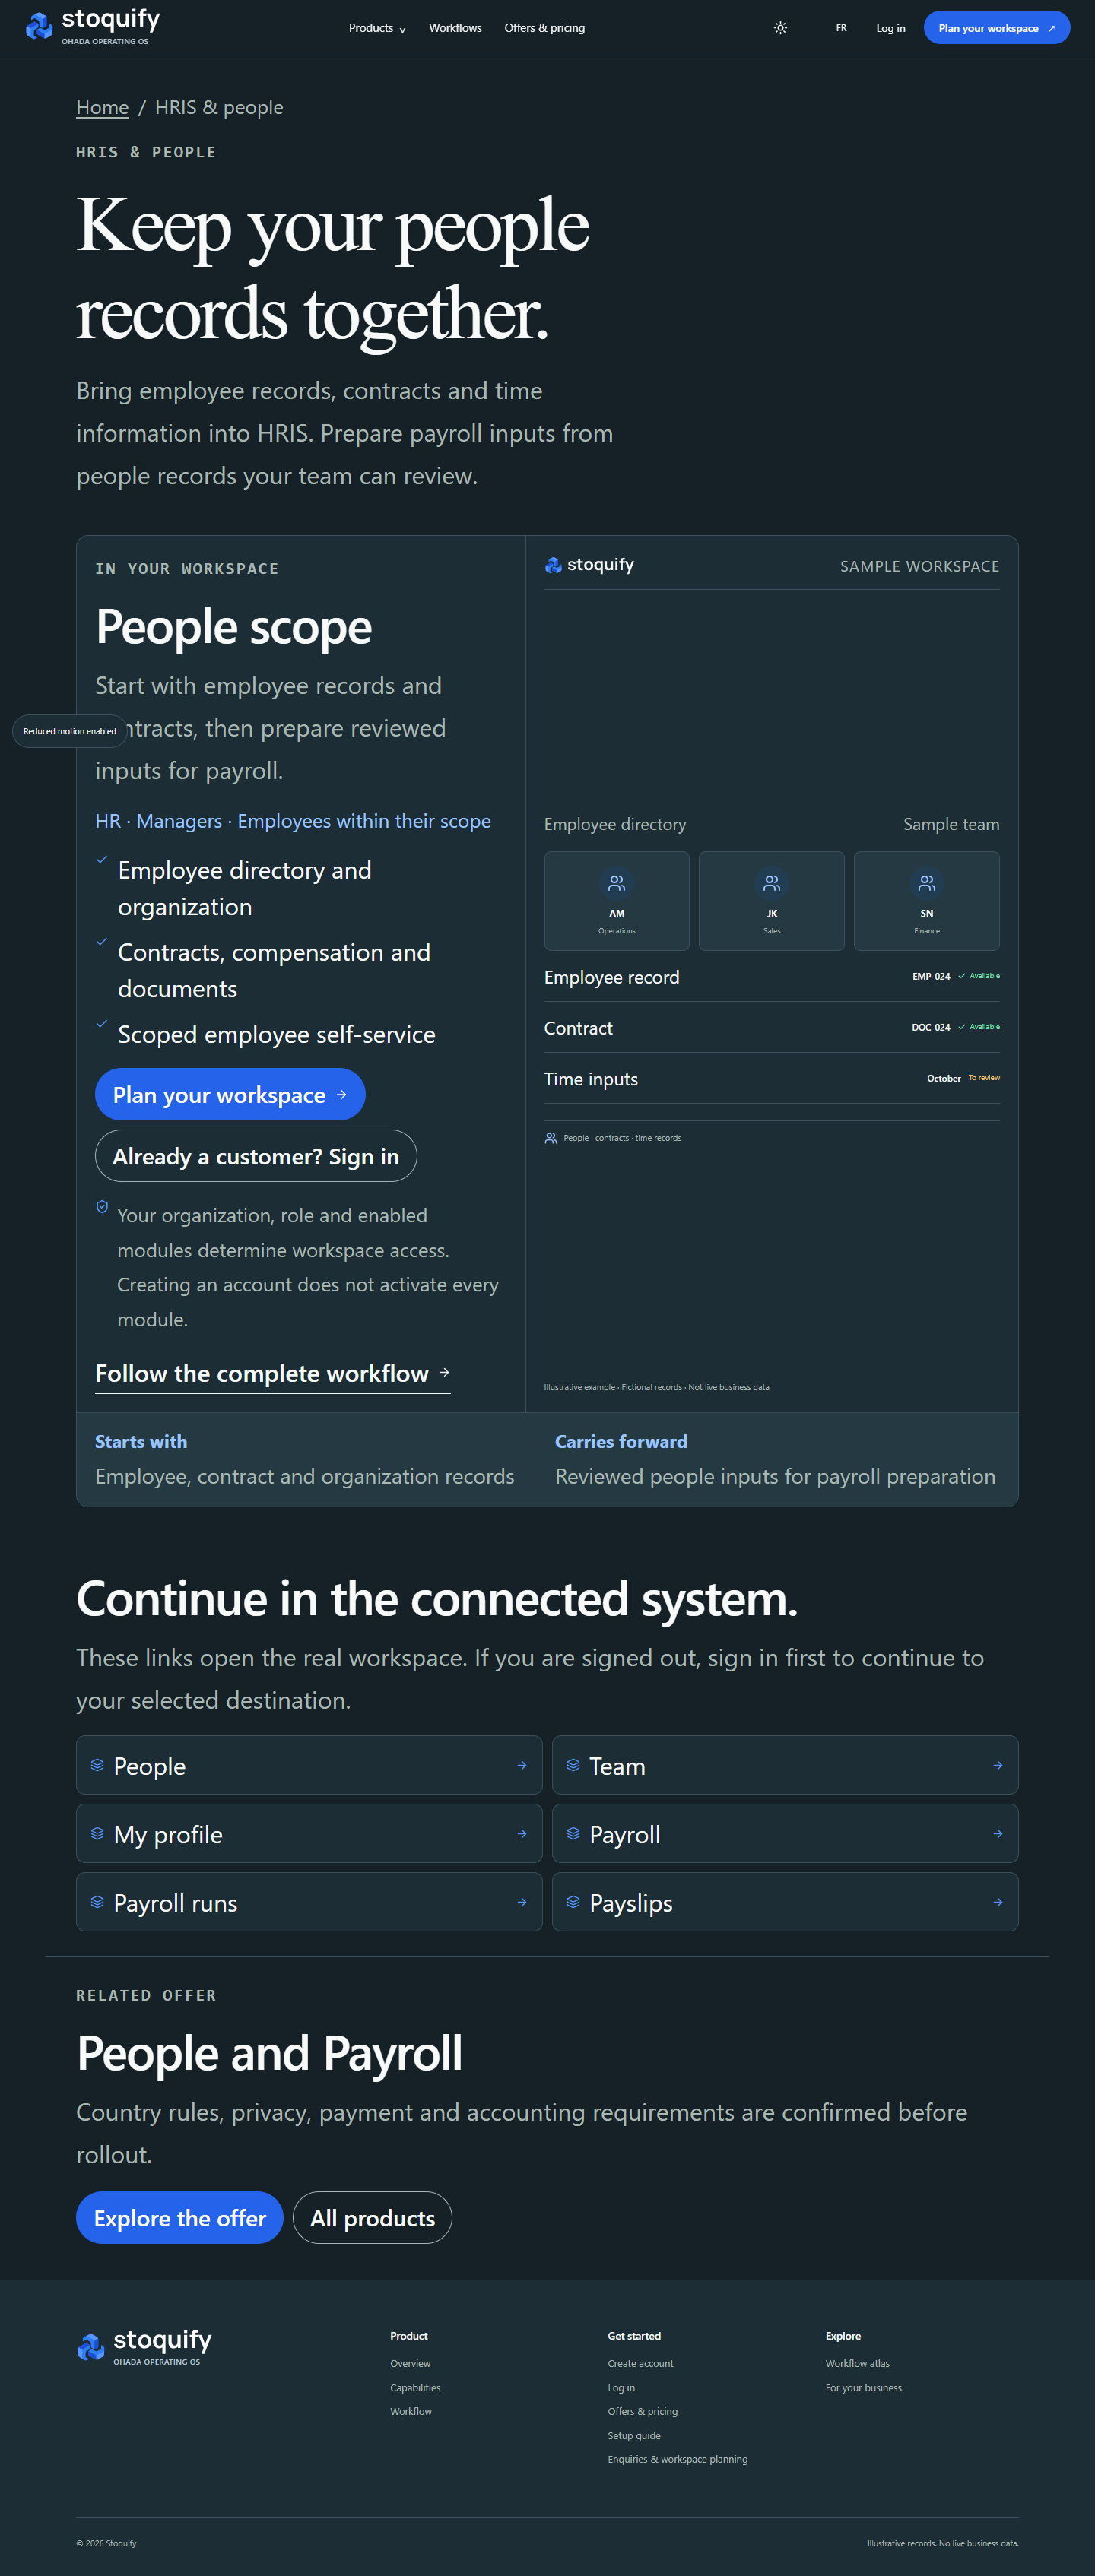 stoquify
OHADA OPERATING OS
Products
Workflows
Offers & pricing
FR
Log in
Plan your workspace ↗
Home / HRIS & people
HRIS & PEOPLE
Keep your people
records together.
Bring employee records, contracts and time
information into HRIS. Prepare payroll inputs from
people records your team can review.
IN YOUR WORKSPACE
People scope
Start with employee records and
ntracts, then prepare reviewed
inputs for payroll.
Reduced motion enabled
HR · Managers · Employees within their scope
Employee directory and
organization
Contracts, compensation and
documents
Scoped employee self-service
Plan your workspace →
Already a customer? Sign in
Your organization, role and enabled
modules determine workspace access.
Creating an account does not activate every
module.
Follow the complete workflow →
stoquify
SAMPLE WORKSPACE
Employee directory
Sample team
AM
Operations
JK
Sales
SN
Finance
Employee record
EMP-024
Available
Contract
DOC-024
Available
Time inputs
October
To review
People · contracts · time records
Illustrative example · Fictional records · Not live business data
Starts with
Employee, contract and organization records
Carries forward
Reviewed people inputs for payroll preparation
Continue in the connected system.
These links open the real workspace. If you are signed out, sign in first to continue to
your selected destination.
People
Team
My profile
Payroll
Payroll runs
Payslips
RELATED OFFER
People and Payroll
Country rules, privacy, payment and accounting requirements are confirmed before
rollout.
Explore the offer
All products
stoquify
OHADA OPERATING OS
Product
Overview
Capabilities
Workflow
Get started
Create account
Log in
Offers & pricing
Setup guide
Enquiries & workspace planning
Explore
Workflow atlas
For your business
© 2026 Stoquify
Illustrative records. No live business data.